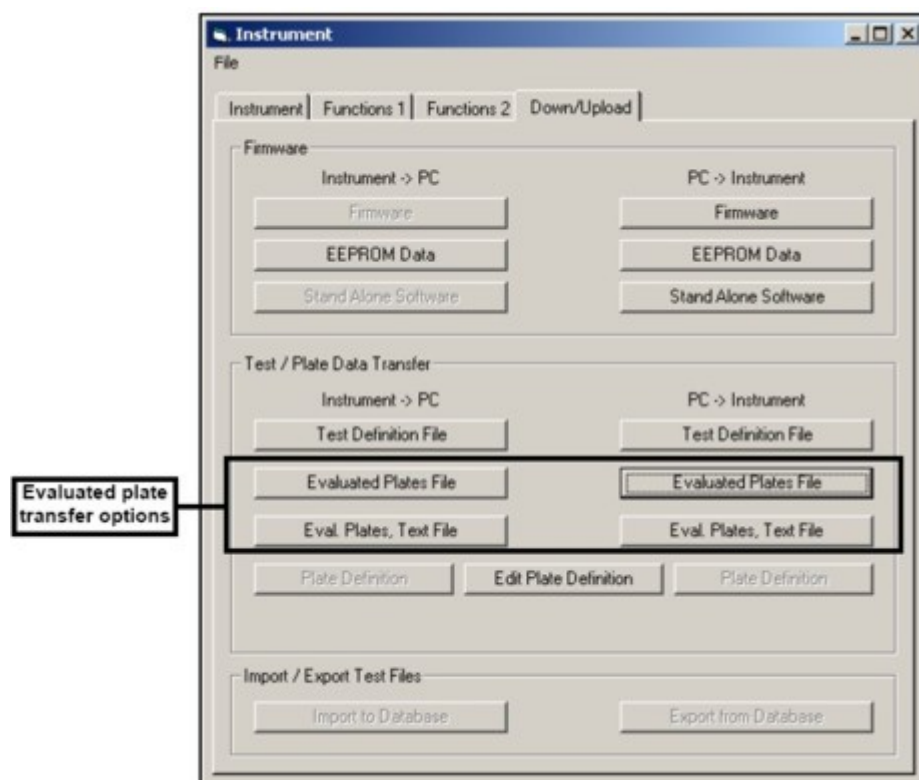 Instrument
File
Instrument Functions 1 Functions 2 Down/Upload
Firmware
Instrument -> PC PC -> Instrument
Firmware Firmware
EEPROM Data EEPROM Data
Stand Alone Software Stand Alone Software
Test / Plate Data Transfer
Instrument -> PC PC -> Instrument
Test Definition File Test Definition File
Evaluated plate
transfer options
Evaluated Plates File Evaluated Plates File
Eval. Plates, Text File Eval. Plates, Text File
Plate Definition Edit Plate Definition Plate Definition
Import / Export Test Files
Import to Database Export from Database